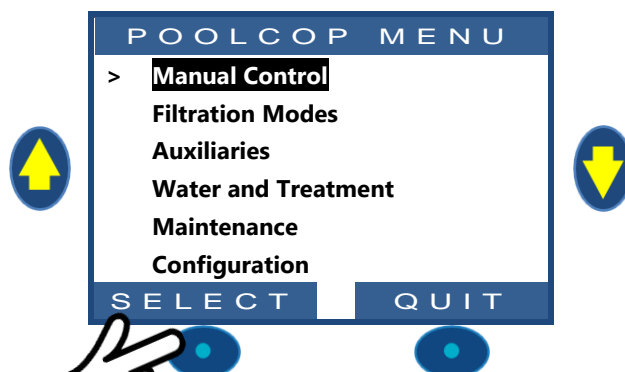 POOLCOP MENU
> Manual Control
Filtration Modes
Auxiliaries
Water and Treatment
Maintenance
Configuration
SELECT QUIT